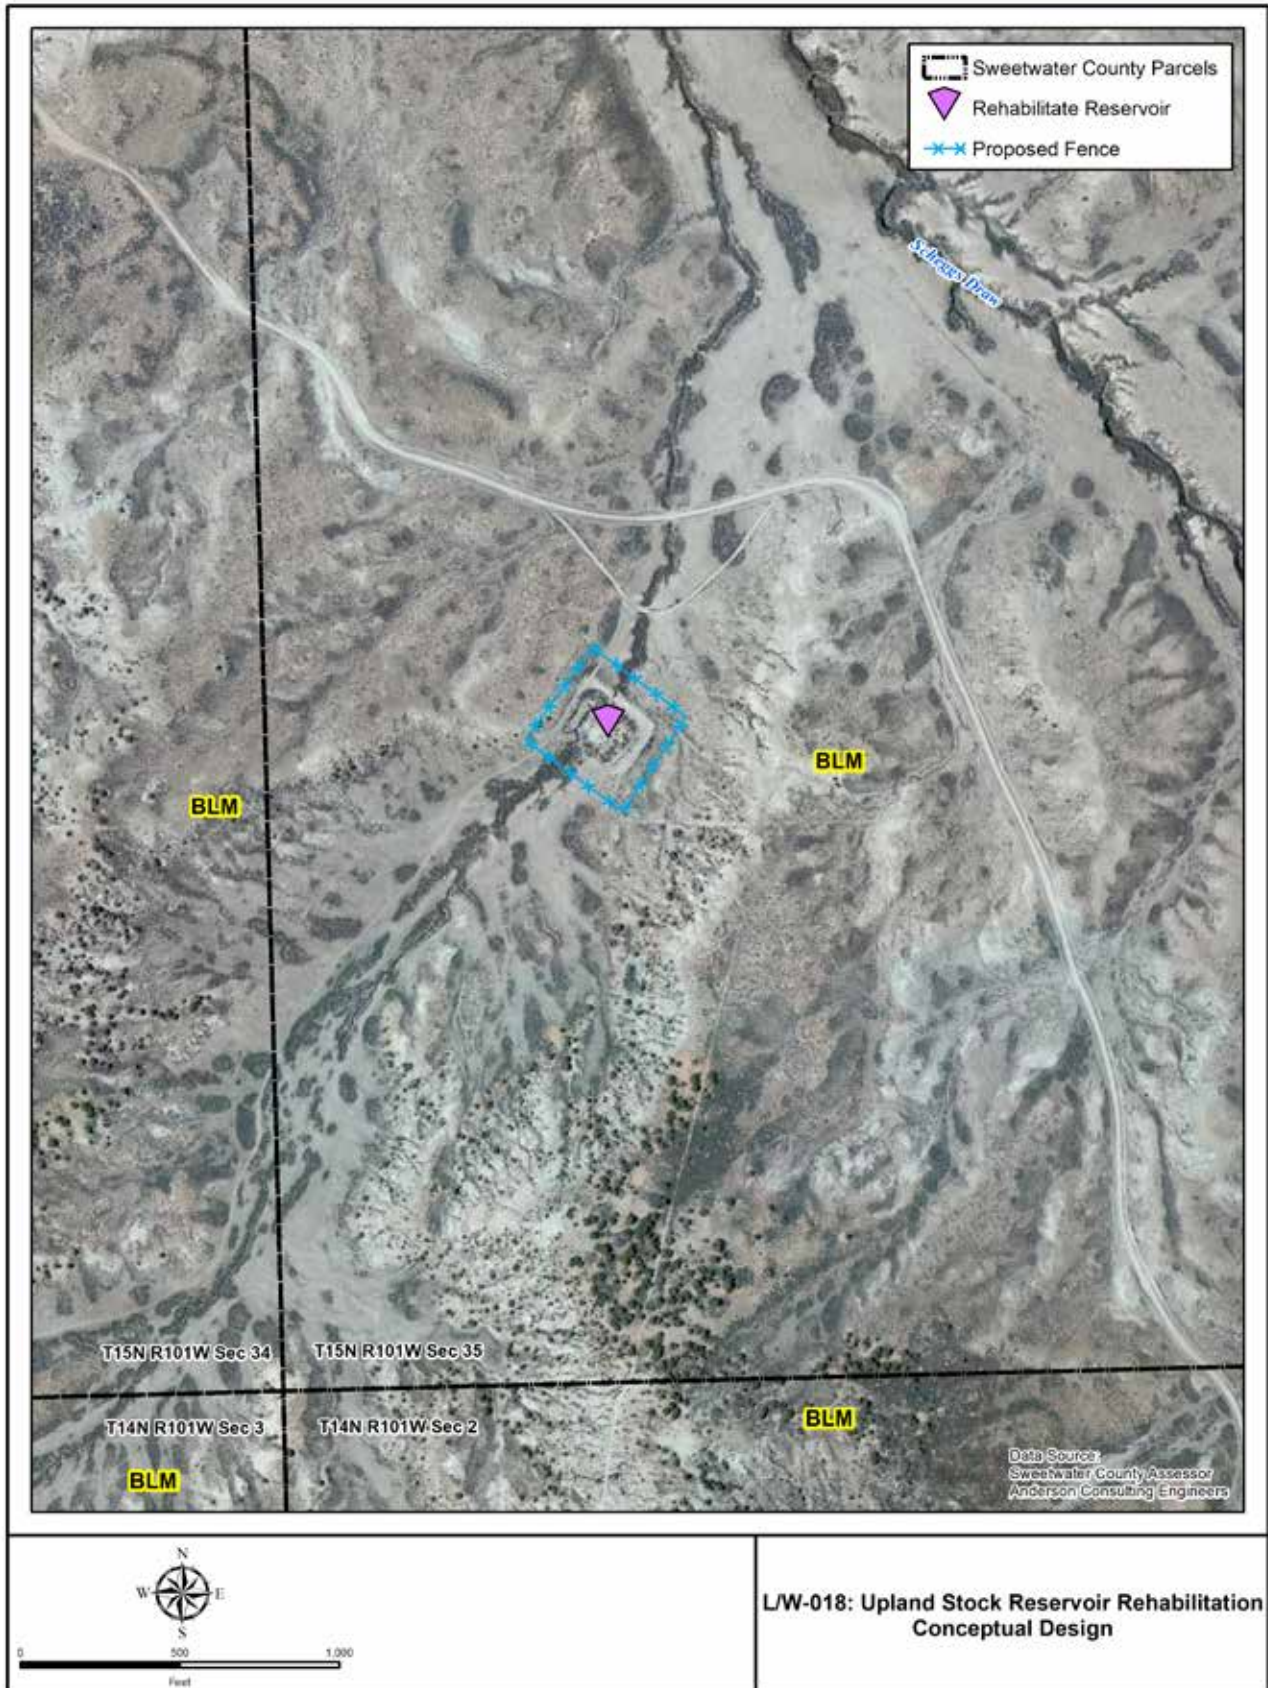 Sweetwater County Parcels
Rehabilitate Reservoir
Proposed Fence
Scheggs Draw
BLM
BLM
T15N R101W Sec 34
T15N R101W Sec 35
T14N R101W Sec 3
T14N R101W Sec 2
BLM
BLM
Data Source:
Sweetwater County Assessor
Anderson Consulting Engineers
N
W
E
S
0
500
1,000
Feet
L/W-018: Upland Stock Reservoir Rehabilitation
Conceptual Design